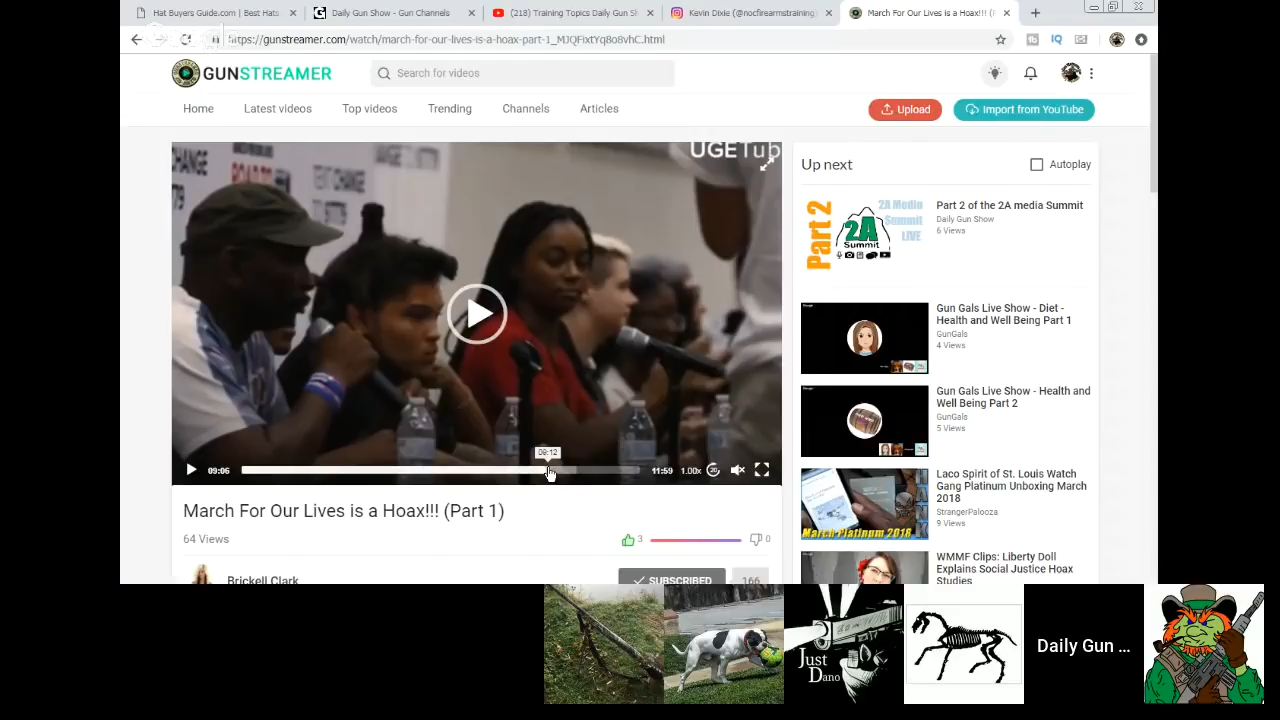 Hat Buyers Guide.com | Best Hats
Daily Gun Show - Gun Channels
(218) Training Topics Daily Gun Sh
Kevin Dixie (@nocfirearmstraining)
March For Our Lives is a Hoax!!! (P
https://gunstreamer.com/watch/march-for-our-lives-is-a-hoax-part-1_MJQFixtYq8o8vhC.html
IQ
GUNSTREAMER
Search for videos
Home
Latest videos
Top videos
Trending
Channels
Articles
Upload
Import from YouTube
CHANGE
UGETub
09:12
09:06
11:59
1.00x
March For Our Lives is a Hoax!!! (Part 1)
64 Views
3
0
Brickell Clark
SUBSCRIBED
166
Up next
Autoplay
Part 2
2A Media
Summit
LIVE
2A
Summit
Part 2 of the 2A media Summit
Daily Gun Show
6 Views
Gun Gals Live Show - Diet -
Health and Well Being Part 1
GunGals
4 Views
Gun Gals Live Show - Health and
Well Being Part 2
GunGals
5 Views
March Platinum 2018
Laco Spirit of St. Louis Watch
Gang Platinum Unboxing March
2018
StrangerPalooza
9 Views
WMMF Clips: Liberty Doll
Explains Social Justice Hoax
Studies
Just
Dano
Daily Gun ...